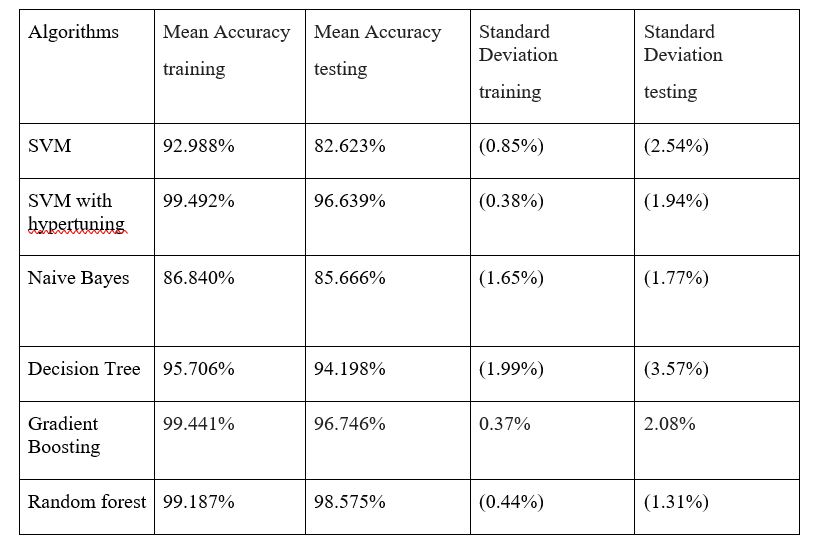 Algorithms Mean Accuracy Mean Accuracy Standard Standard
Deviation Deviation
training testing
training testing
SVM 92.988% 82.623% (0.85%) (2.54%)
SVM with 99.492% 96.639% (0.38%) (1.94%)
hypertuning
Naive Bayes 86.840% 85.666% (1.65%) (1.77%)
Decision Tree 95.706% 94.198% (1.99%) (3.57%)
Gradient 99.441% 96.746% 0.37% 2.08%
Boosting
Random forest 99.187% 98.575% (0.44%) (1.31%)